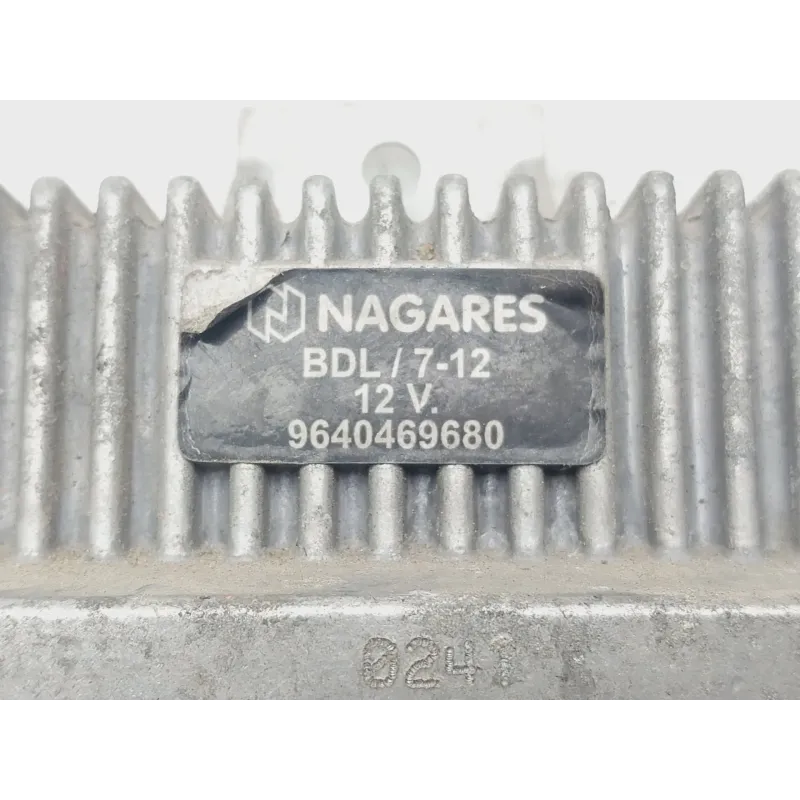 NAGARES
BDL / 7-12
12 V.
9640469680
0241